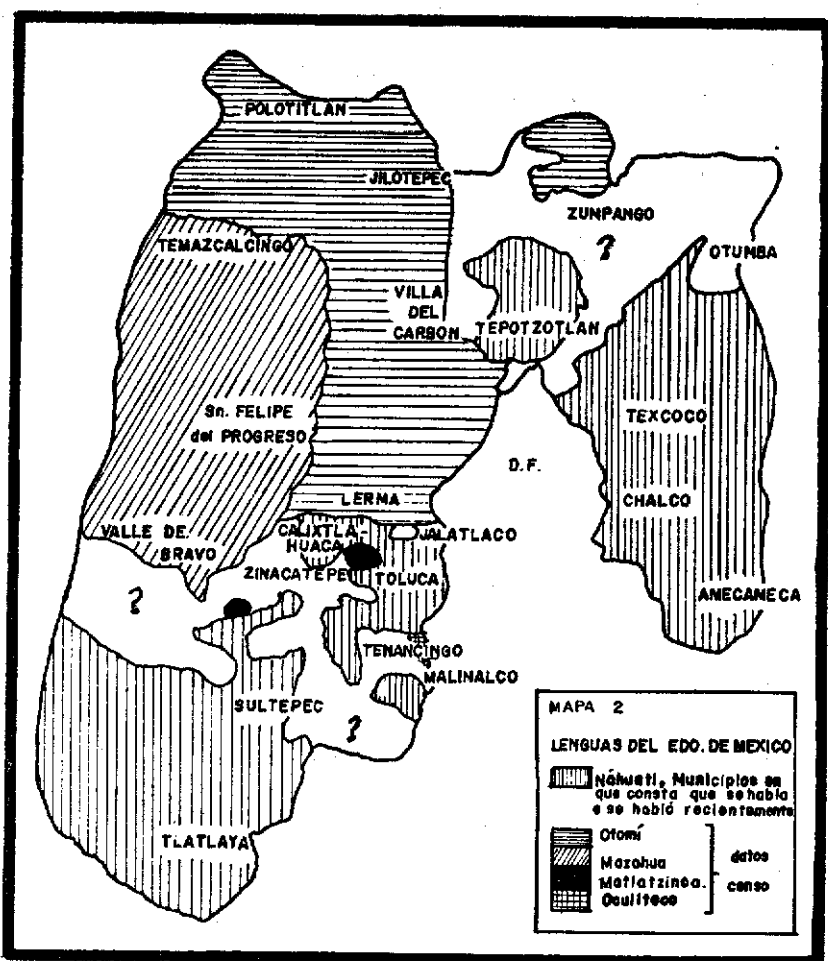 POLOTITLAN
JILOTEPEC
ZUNPANGO
TEMAZCALCINGO
?
OTUMBA
VILLA
DEL
CARBON
TEPOTZOTLAN
Sn. FELIPE
del PROGRESO
TEXCOCO
D.F.
LERMA
CHALCO
VALLE DE
BRAVO
CALIXTLA
HUACA
JALATLACO
ZINACATEPE
TOLUCA
?
AMECAMECA
TENANCINGO
MALINALCO
SULTEPEC
?
TLATLAYA
MAPA 2
LENGUAS DEL EDO. DE MEXICO
Náhuatl, Municipios en
que consta que se habla
o se habló recientemente
Otomí
Mazahua
Matlatzinca.
Ocuilteco
datos
censo